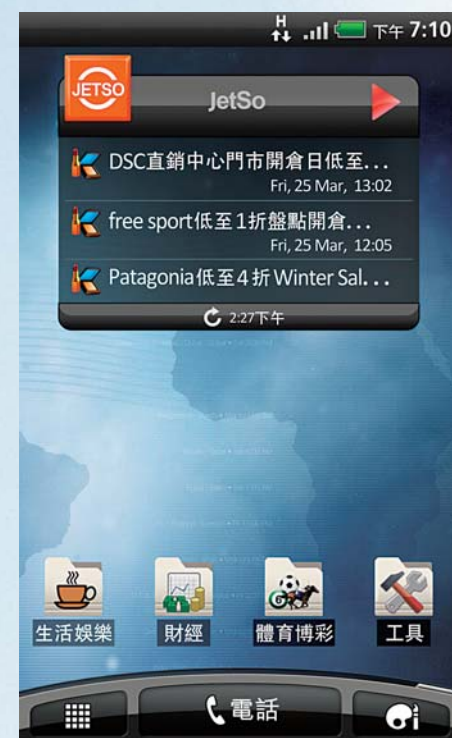 H
下午 7:10
JETSO
JetSo
DSC直銷中心門市開倉日低至...
Fri, 25 Mar, 13:02
free sport低至1折盤點開倉...
Fri, 25 Mar, 12:05
Patagonia低至4折 Winter Sal...
2:27下午
生活娛樂 財經 體育博彩 工具
電話